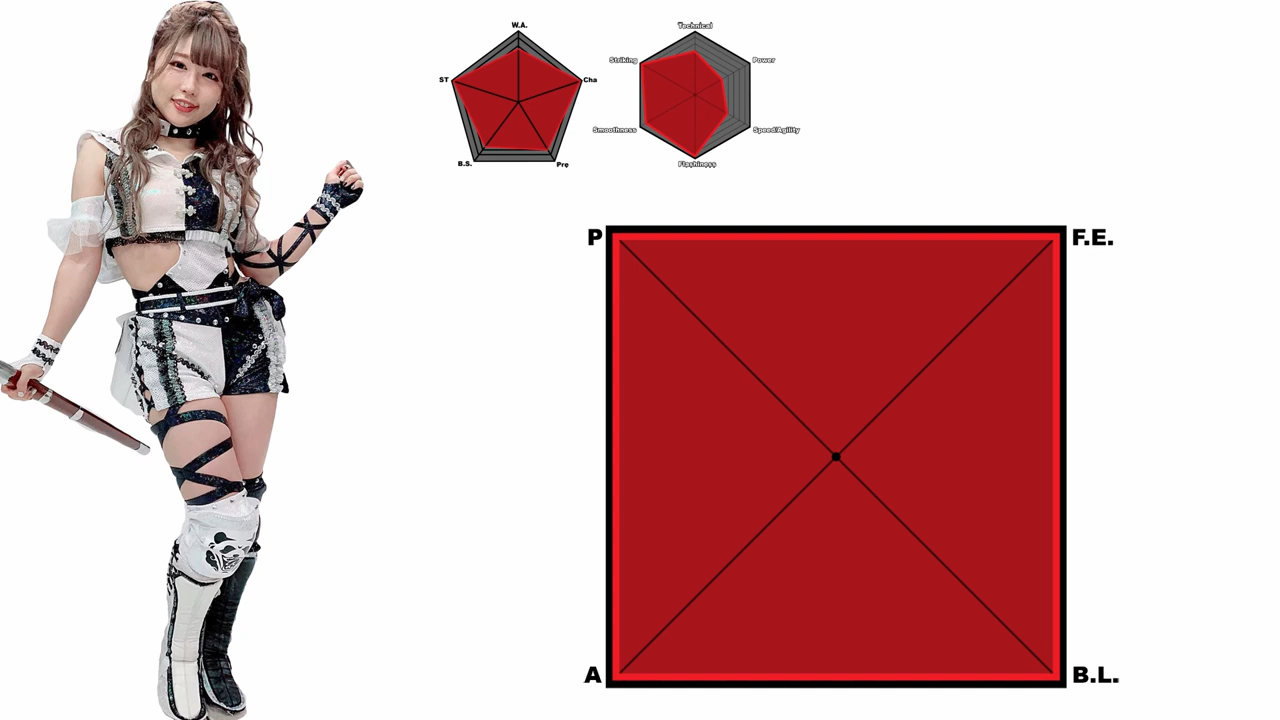 W.A.
ST
Cha
B.S.
Pre
Technical
Striking
Power
Smoothness
Speed/Agility
Flashiness
P
F.E.
A
B.L.